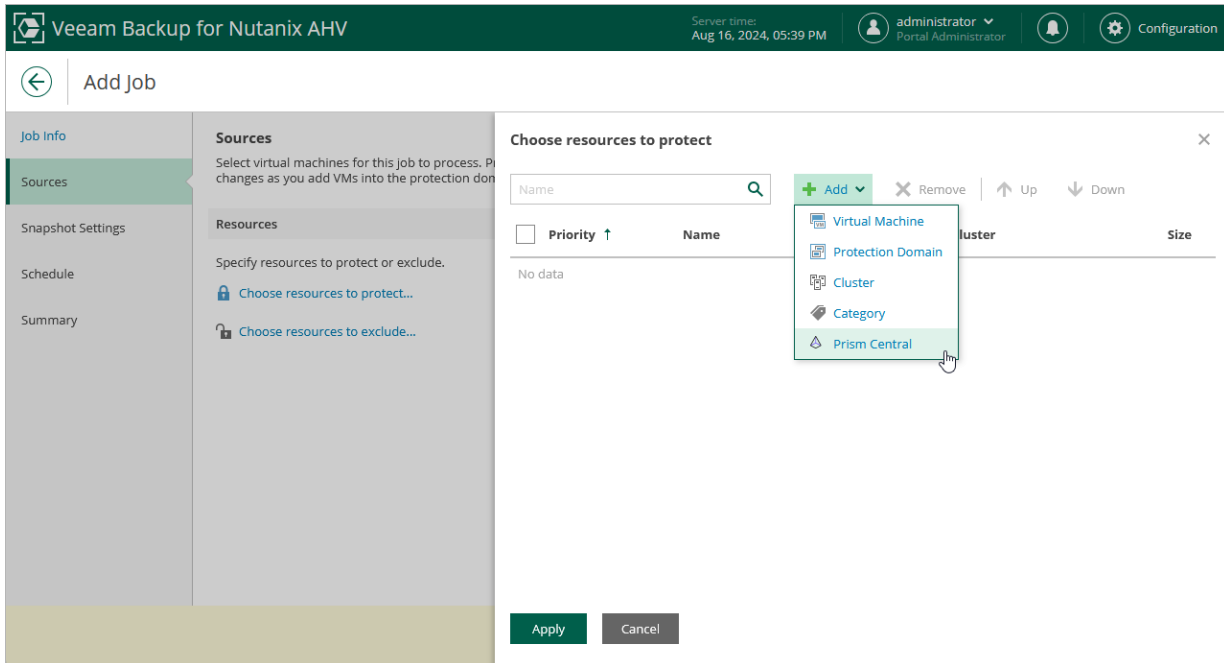 Veeam Backup for Nutanix AHV
Server time:
Aug 16, 2024, 05:39 PM
administrator
Portal Administrator
Configuration
Add Job
Job Info
Sources
Snapshot Settings
Schedule
Summary
Sources
Select virtual machines for this job to process.
changes as you add VMs into the protection
Resources
Specify resources to protect or exclude.
Choose resources to protect...
Choose resources to exclude...
Choose resources to protect
Name
Add
Remove
Up
Down
Priority
Name
Size
No data
Virtual Machine
Protection Domain
Cluster
Category
Prism Central
Apply
Cancel